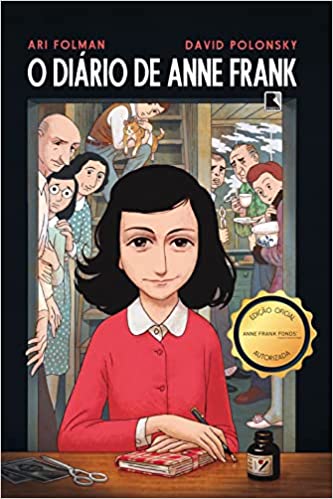 ARI FOLMAN DAVID POLONSKY
O DIÁRIO DE ANNE FRANK
EDIÇÃO OFICIAL
ANNE FRANK FONDS
AUTORIZADA